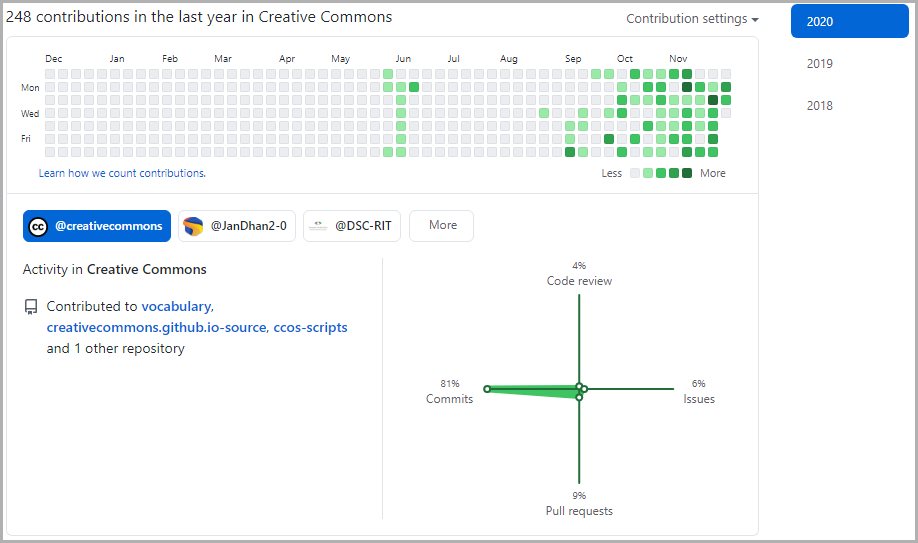 248 contributions in the last year in Creative Commons
Contribution settings
2020
2019
2018
Dec Jan Feb Mar Apr May Jun Jul Aug Sep Oct Nov
Mon
Wed
Fri
Learn how we count contributions.
Less More
cc @creativecommons @JanDhan2-0 @DSC-RIT More
Activity in Creative Commons
Contributed to vocabulary,
creativecommons.github.io-source, ccos-scripts
and 1 other repository
4%
Code review
81%
Commits
6%
Issues
9%
Pull requests